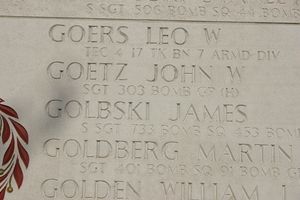 S SGT 506 BOMB SQ 44 BOMB
GOERS LEO W
TEC 4 17 TK BN 7 ARMD DIV
GOETZ JOHN W
SGT 303 BOMB GP (H)
GOLBSKI JAMES
S SGT 733 BOMB SQ 453 BOMB
GOLDBERG MARTIN
SGT 401 BOMB SQ 91 BOMB GP
GOLDEN WILLIAM